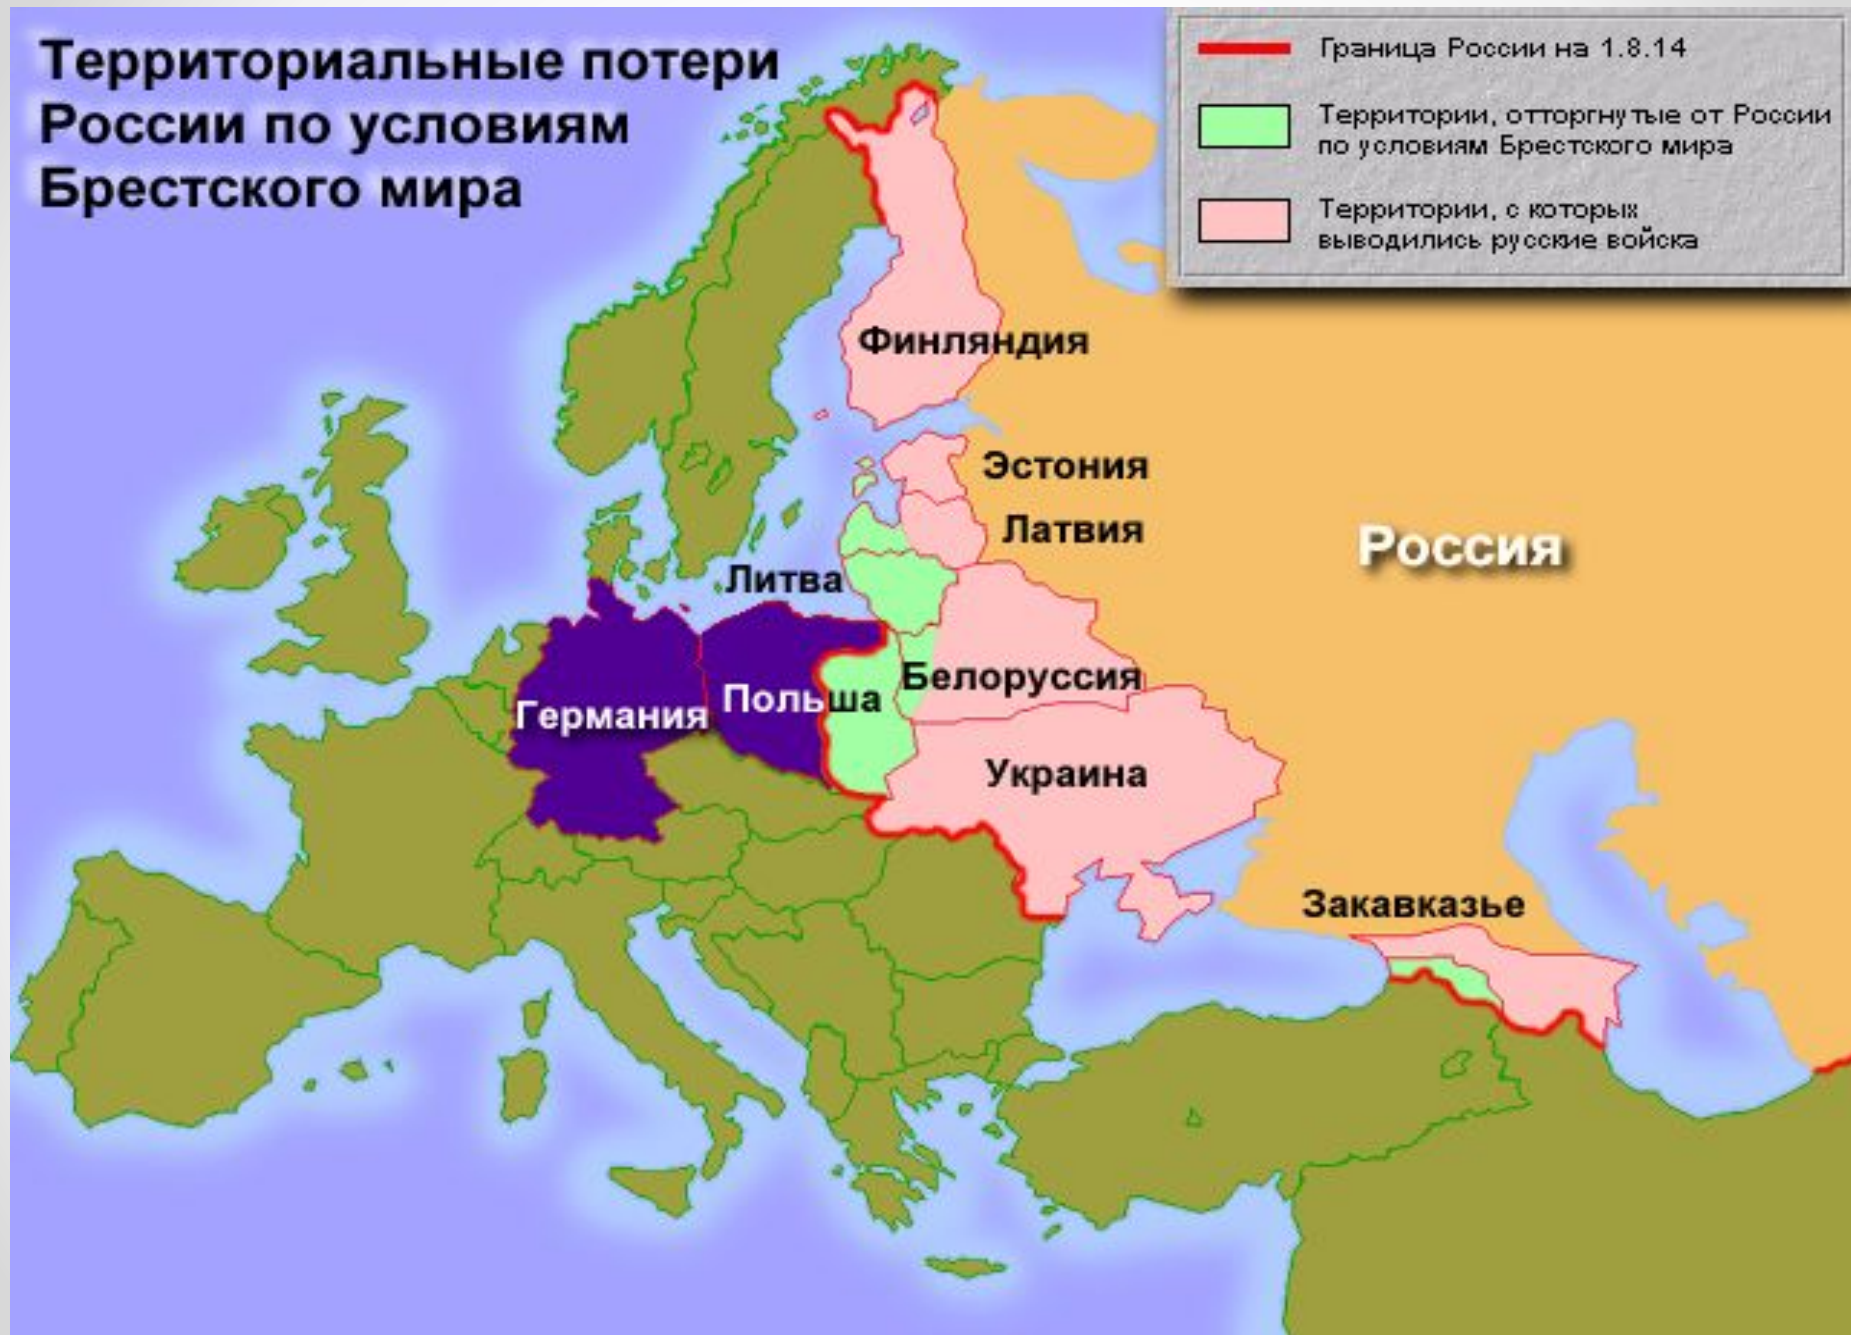 Территориальные потери
России по условиям
Брестского мира
Граница России на 1.8.14
Территории, отторгнутые от России
по условиям Брестского мира
Территории, с которых
выводились русские войска
Финляндия
Эстония
Латвия
Россия
Литва
Белоруссия
Польша
Германия
Украина
Закавказье